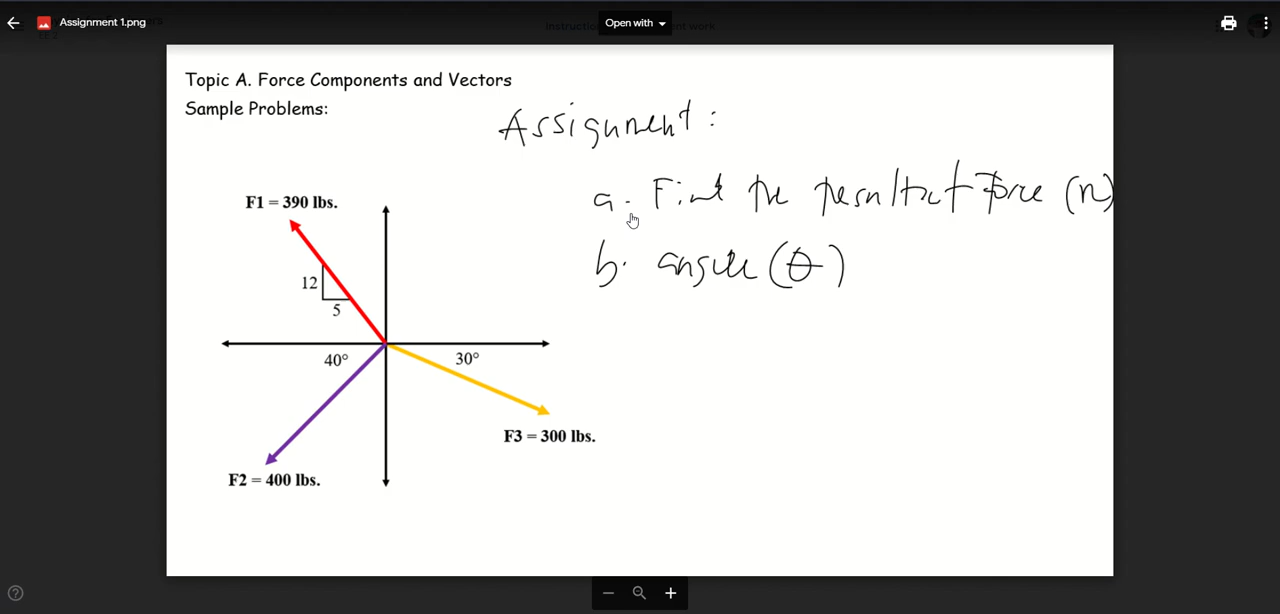 Assignment 1.png
Open with
Topic A. Force Components and Vectors
Sample Problems:
Assignment :
a. Find the resultant Force (n)
b. angle (θ)
F1 = 390 lbs.
12
5
40°
30°
F3 = 300 lbs.
F2 = 400 lbs.